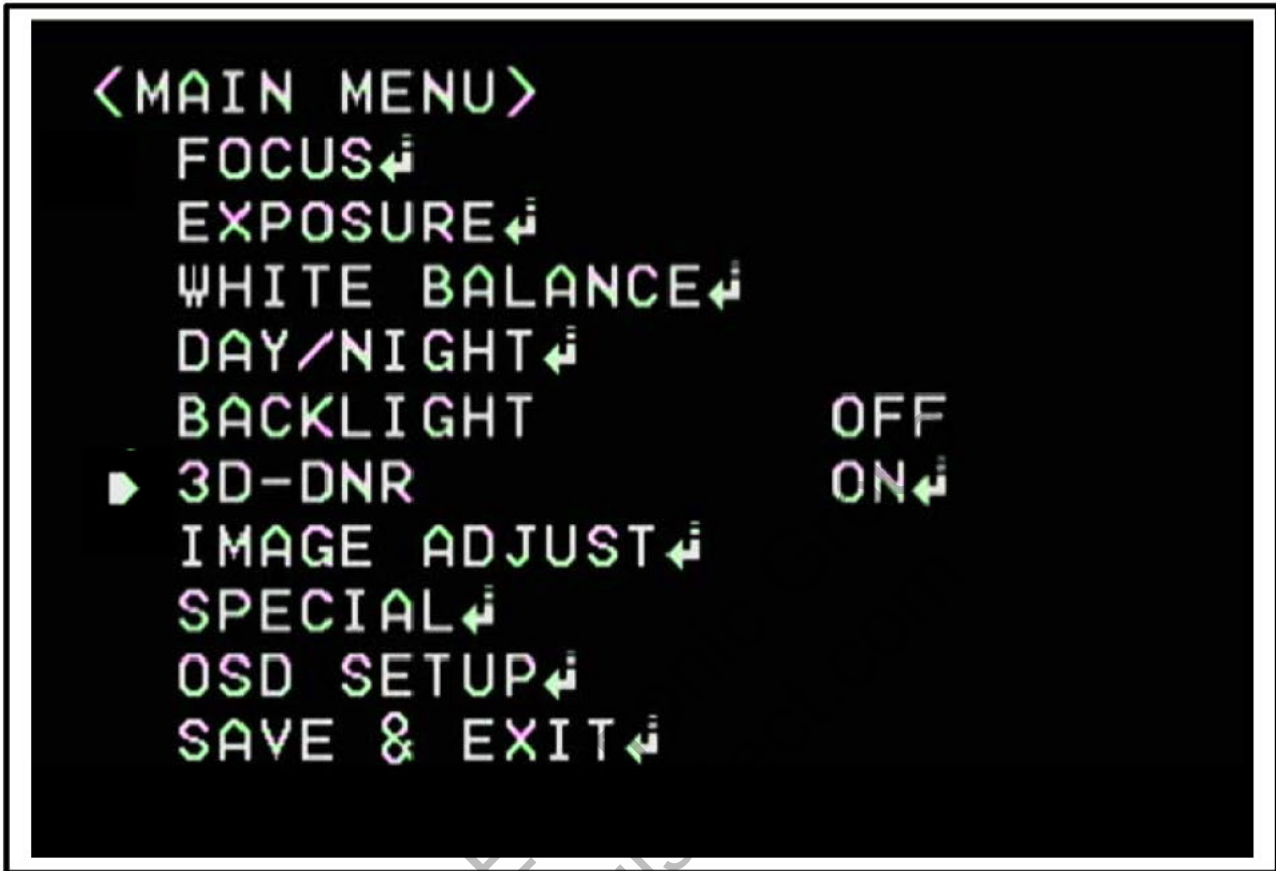 <MAIN MENU>
FOCUS↵
EXPOSURE↵
WHITE BALANCE↵
DAY/NIGHT↵
BACKLIGHT OFF
3D-DNR ON↵
IMAGE ADJUST↵
SPECIAL↵
OSD SETUP↵
SAVE & EXIT↵